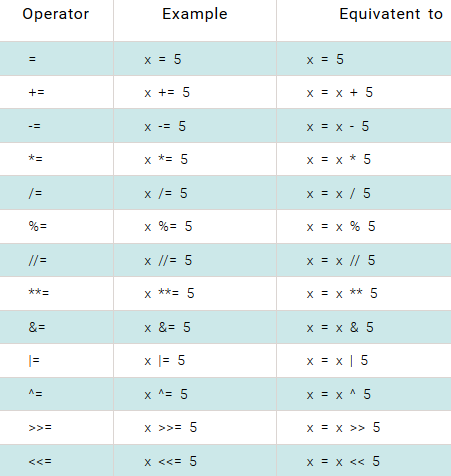 Operator Example Equivalent to
= x = 5 x = 5
+= x += 5 x = x + 5
-= x -= 5 x = x - 5
*= x *= 5 x = x * 5
/= x /= 5 x = x / 5
%= x %= 5 x = x % 5
//= x //= 5 x = x // 5
**= x **= 5 x = x ** 5
&= x &= 5 x = x & 5
|= x |= 5 x = x | 5
^= x ^= 5 x = x ^ 5
>>= x >>= 5 x = x >> 5
<<= x <<= 5 x = x << 5